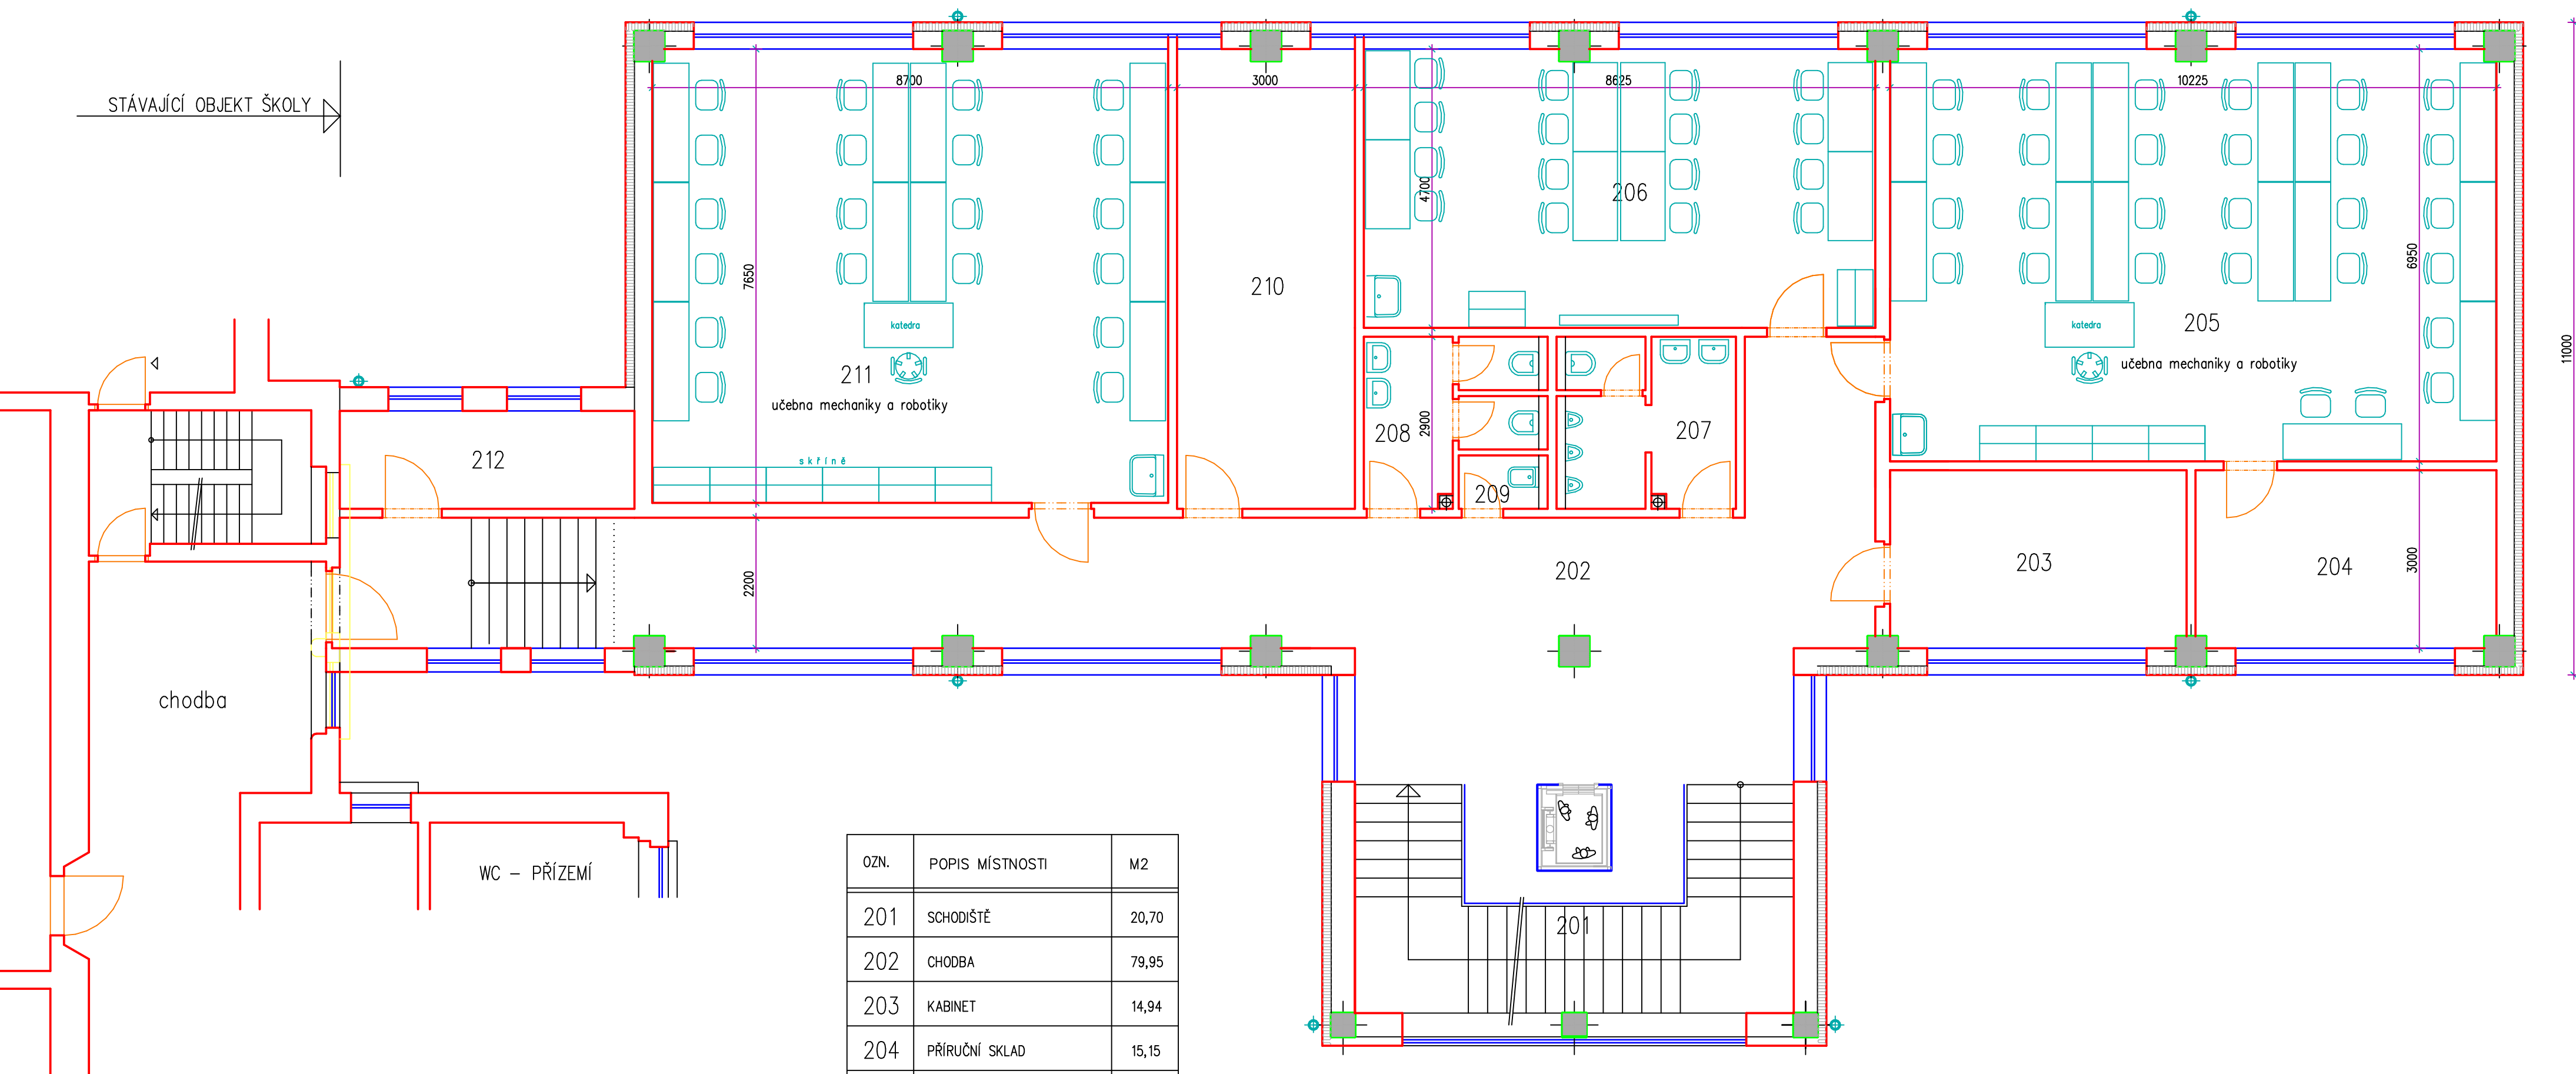 STÁVAJÍCÍ OBJEKT ŠKOLY
8700
3000
8625
10225
4700
206
7650
210
6950
11000
katedra
205
katedra
učebna mechaniky a robotiky
211
učebna mechaniky a robotiky
2900
208
207
212
skříně
209
203
204
3000
202
2200
chodba
WC – PŘÍZEMÍ
201
OZN. POPIS MÍSTNOSTI M2
201 SCHODIŠTĚ 20,70
202 CHODBA 79,95
203 KABINET 14,94
204 PŘÍRUČNÍ SKLAD 15,15